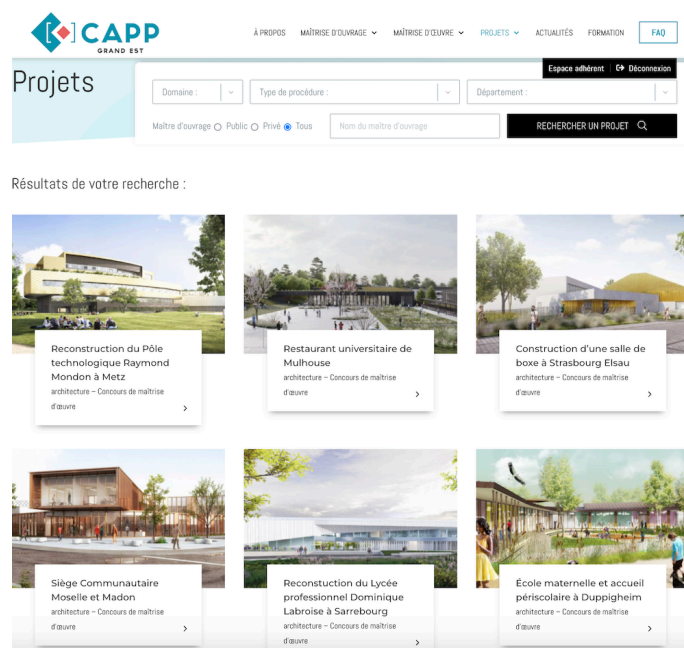 CAPP
GRAND EST
À PROPOS
MAÎTRISE D'OUVRAGE
MAÎTRISE D'ŒUVRE
PROJETS
ACTUALITÉS
FORMATION
FAQ
Espace adhérent
Déconnexion
Projets
Domaine :
Type de procédure :
Département :
Maître d'ouvrage
Public
Privé
Tous
Nom du maître d'ouvrage
RECHERCHER UN PROJET
Résultats de votre recherche :
Reconstruction du Pôle
technologique Raymond
Mondon à Metz
architecture – Concours de maîtrise
d'œuvre
Restaurant universitaire de
Mulhouse
architecture – Concours de maîtrise
d'œuvre
Construction d'une salle de
boxe à Strasbourg Elsau
architecture – Concours de maîtrise
d'œuvre
Siège Communautaire
Moselle et Madon
architecture – Concours de maîtrise
d'œuvre
Reconstuction du Lycée
professionnel Dominique
Labroise à Sarrebourg
architecture – Concours de maîtrise
d'œuvre
École maternelle et accueil
périscolaire à Duppigheim
architecture – Concours de maîtrise
d'œuvre